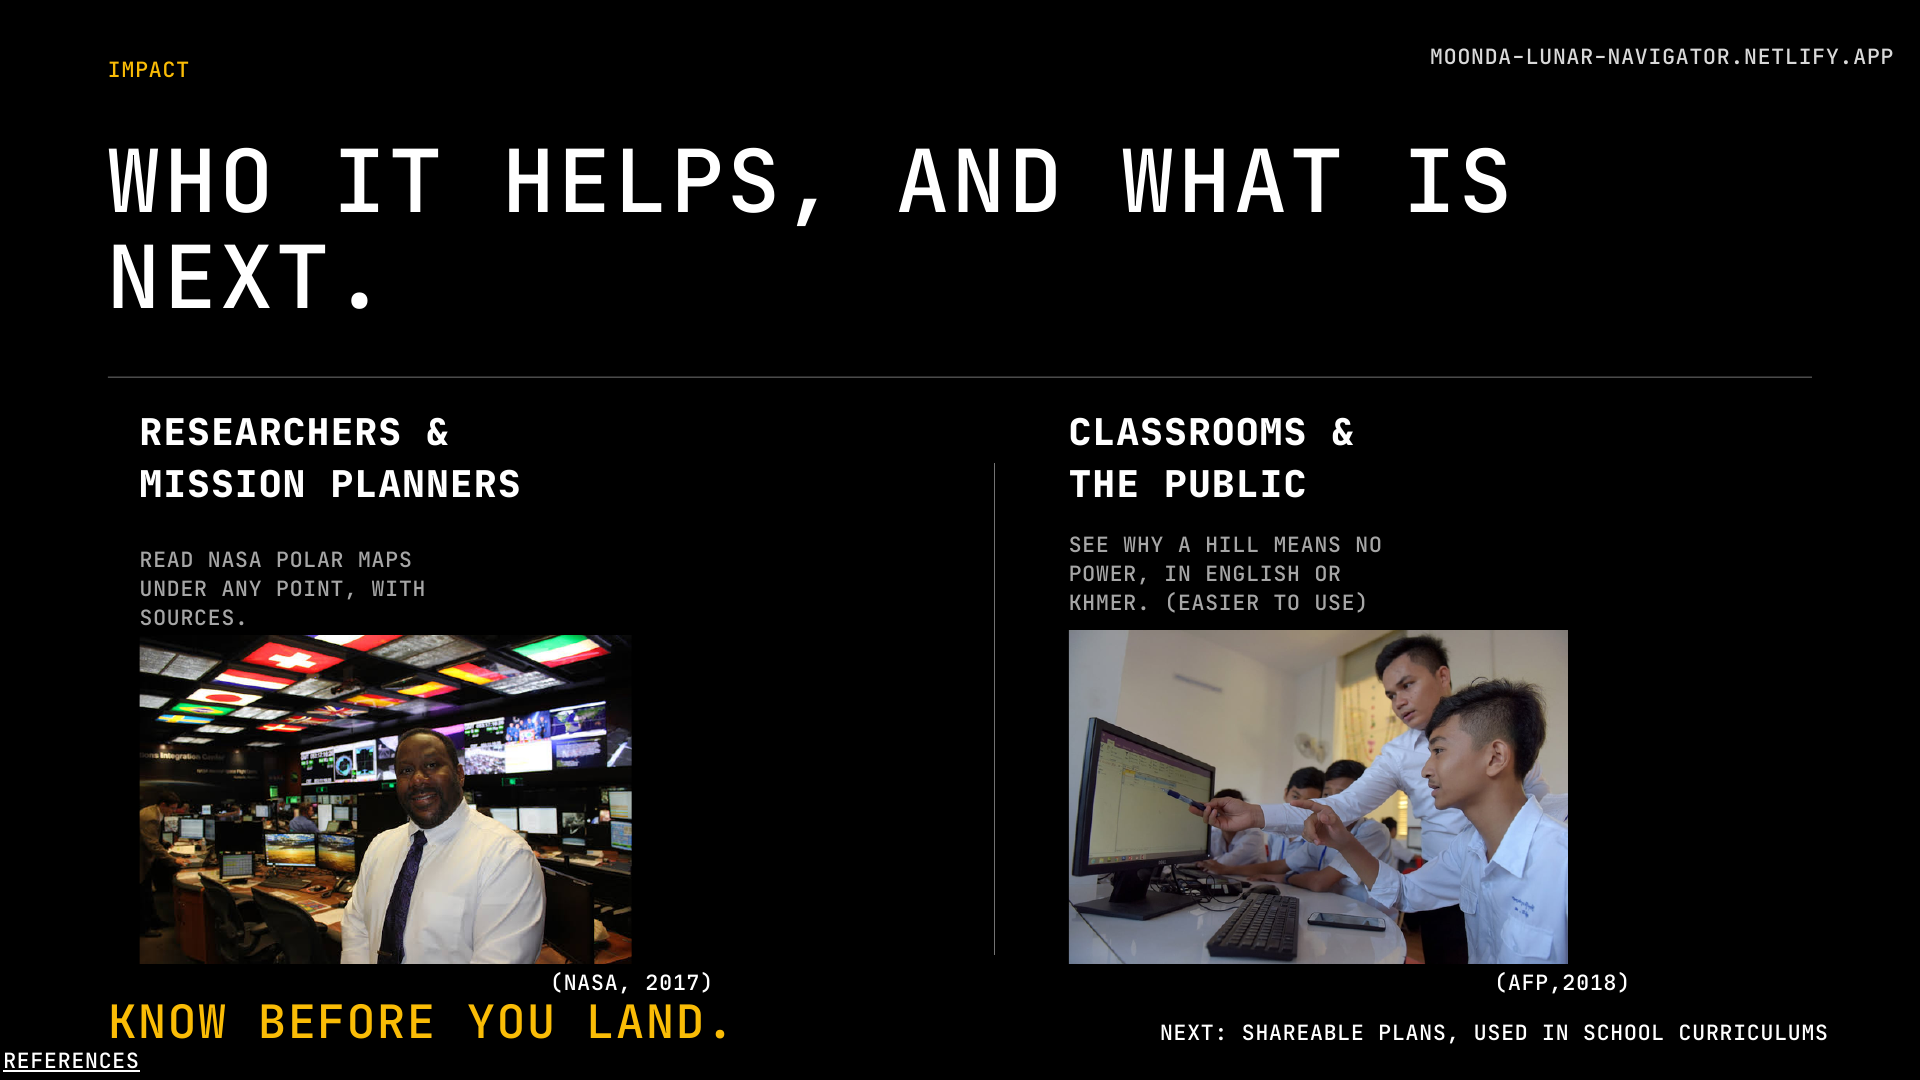 IMPACT
MOONDA-LUNAR-NAVIGATOR.NETLIFY.APP
WHO IT HELPS, AND WHAT IS
NEXT.
RESEARCHERS &
MISSION PLANNERS
READ NASA POLAR MAPS
UNDER ANY POINT, WITH
SOURCES.
(NASA, 2017)
CLASSROOMS &
THE PUBLIC
SEE WHY A HILL MEANS NO
POWER, IN ENGLISH OR
KHMER. (EASIER TO USE)
(AFP,2018)
KNOW BEFORE YOU LAND.
NEXT: SHAREABLE PLANS, USED IN SCHOOL CURRICULUMS
REFERENCES